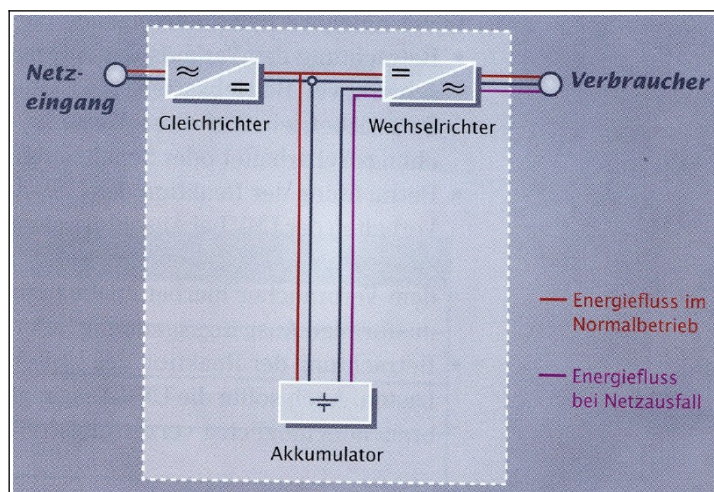 Netz-
eingang
Gleichrichter
Wechselrichter
Verbraucher
Energiefluss im
Normalbetrieb
Energiefluss
bei Netzausfall
Akkumulator